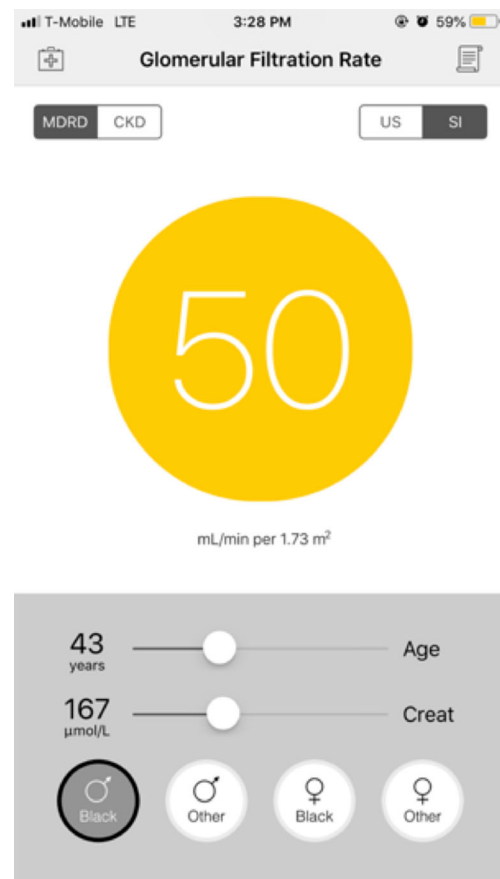 T-Mobile LTE 3:28 PM 59%
Glomerular Filtration Rate
MDRD CKD US SI
50
mL/min per 1.73 m²
43 Age
years
167 Creat
µmol/L
Black Other Black Other